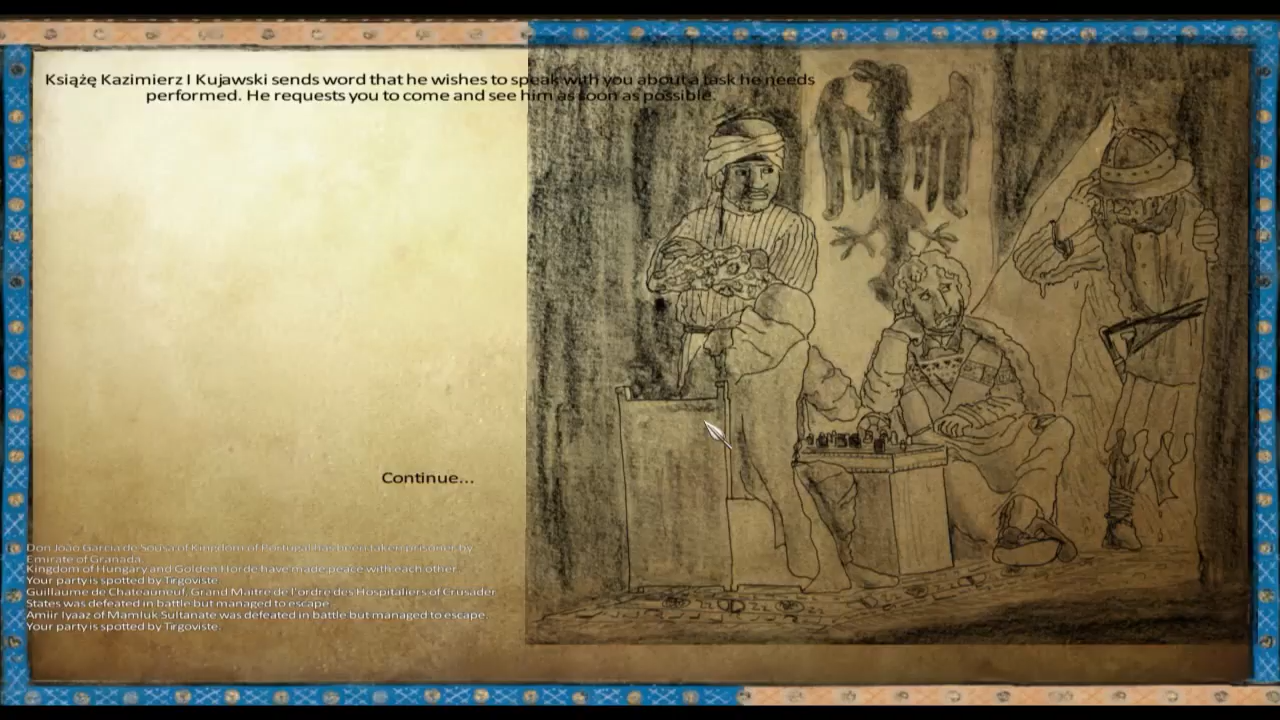 Książę Kazimierz I Kujawski sends word that he wishes to speak with you about a task he needs
performed. He requests you to come and see him as soon as possible.
Continue...
Don João Garcia de Sousa of Kingdom of Portugal has been taken prisoner by
Emirate of Granada.
Kingdom of Hungary and Golden Horde have made peace with each other.
Your party is spotted by Tirgoviste.
Guillaume de Chateauneuf, Grand Maitre de l'ordre des Hospitaliers of Crusader
States was defeated in battle but managed to escape.
Amiir Iyaaz of Mamluk Sultanate was defeated in battle but managed to escape.
Your party is spotted by Tirgoviste.